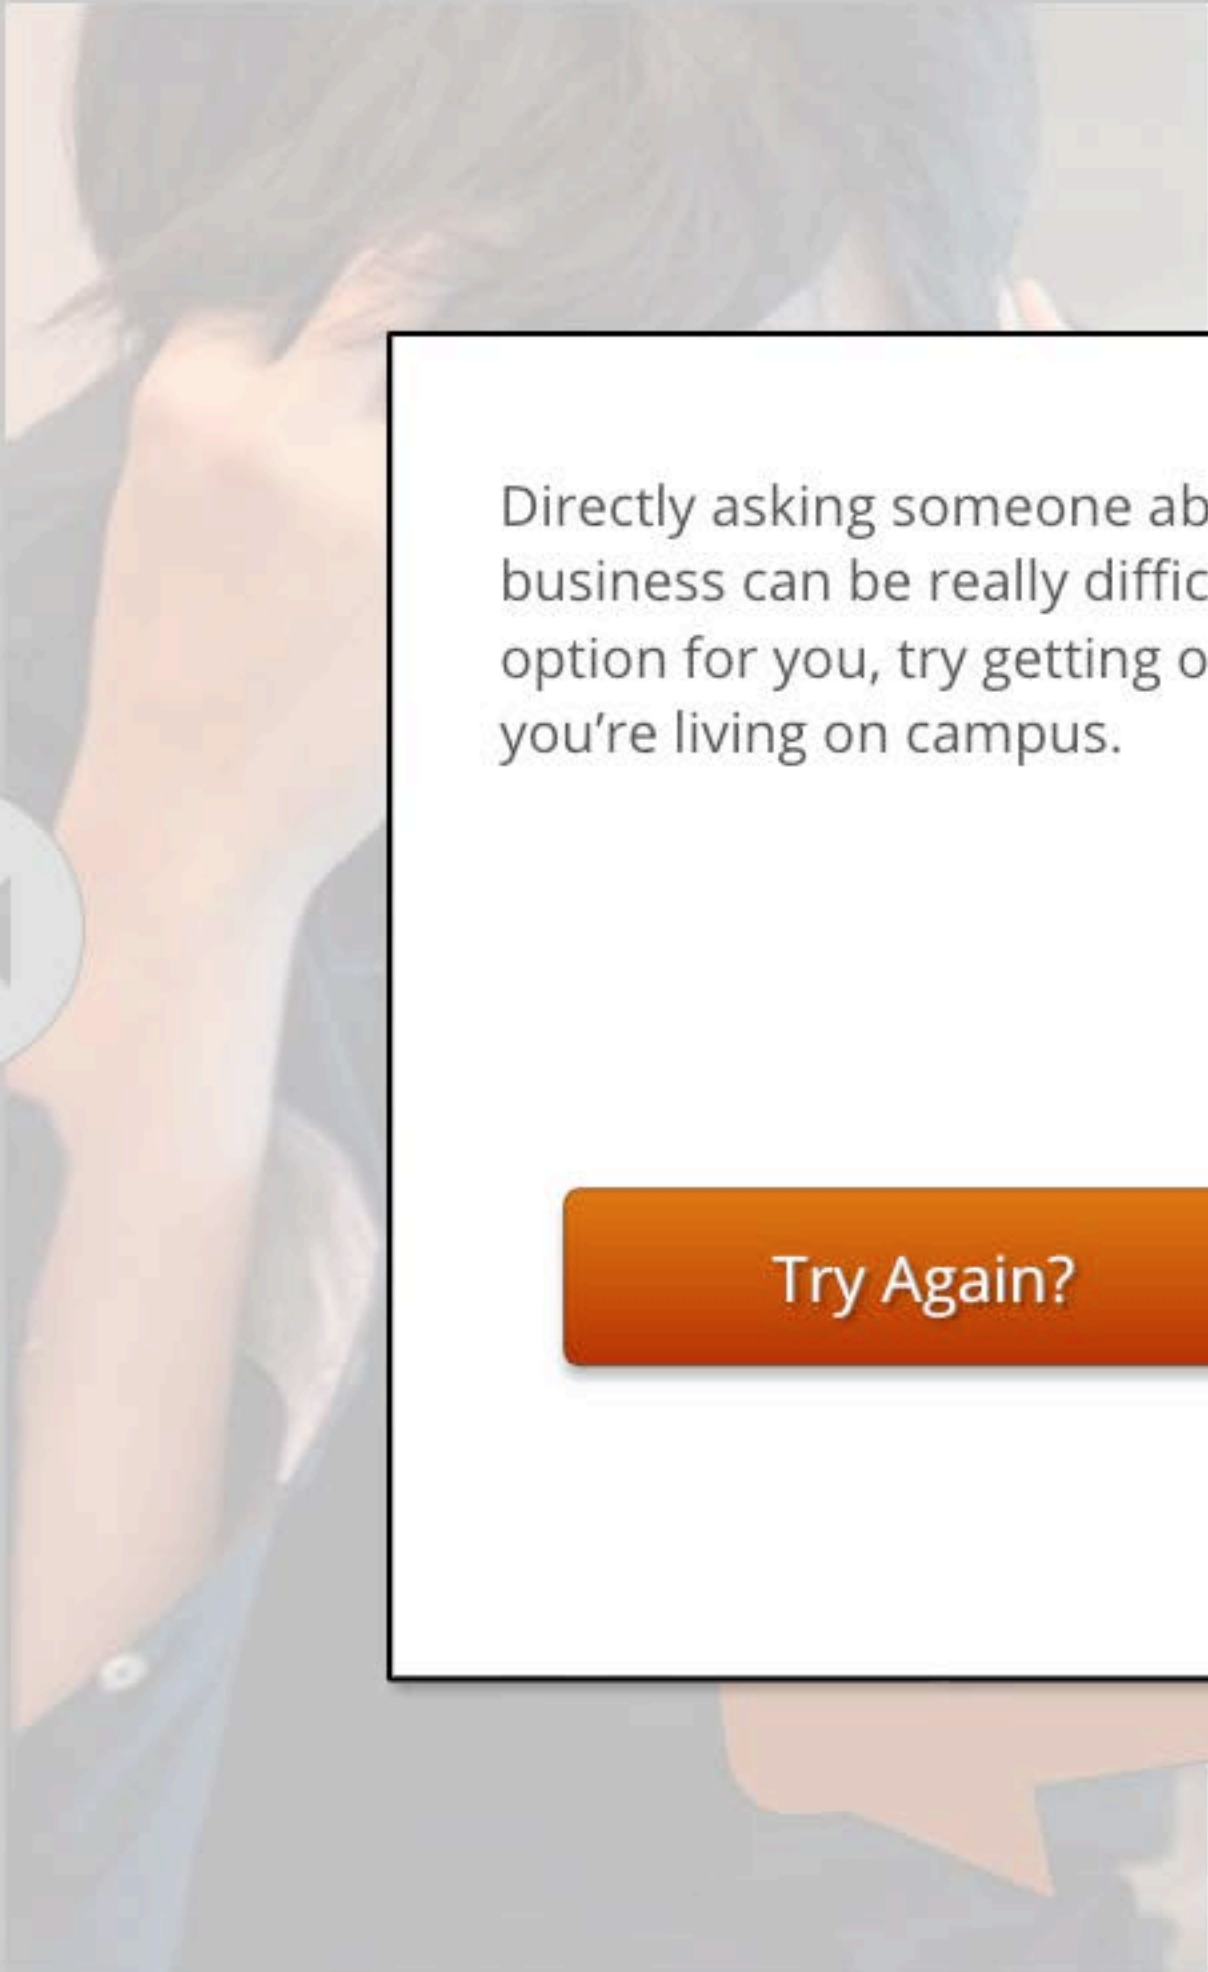 Directly asking someone ab
business can be really diffic
option for you, try getting o
you’re living on campus.
Try Again?